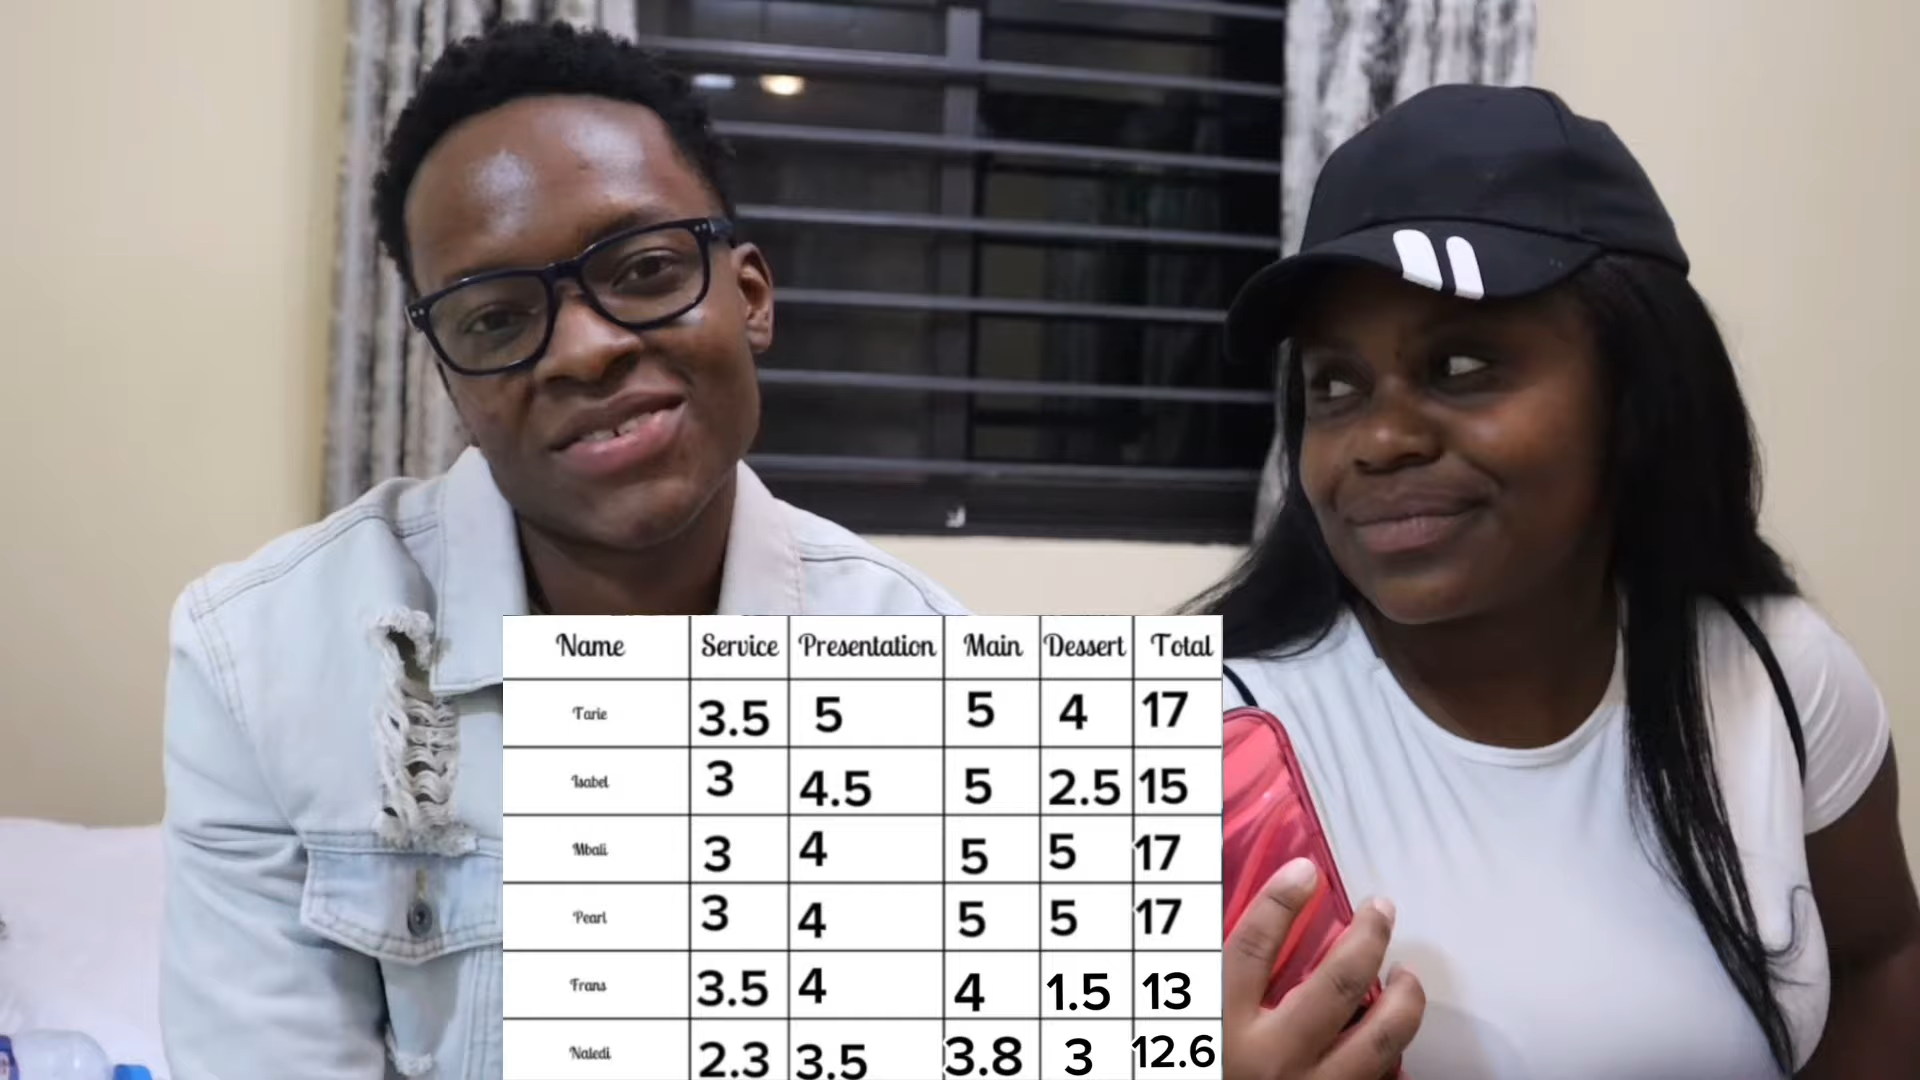 Name Service Presentation Main Dessert Total
Tarie 3.5 5 5 4 17
Isabel 3 4.5 5 2.5 15
Mbali 3 4 5 5 17
Pearl 3 4 5 5 17
Frans 3.5 4 4 1.5 13
Naledi 2.3 3.5 3.8 3 12.6